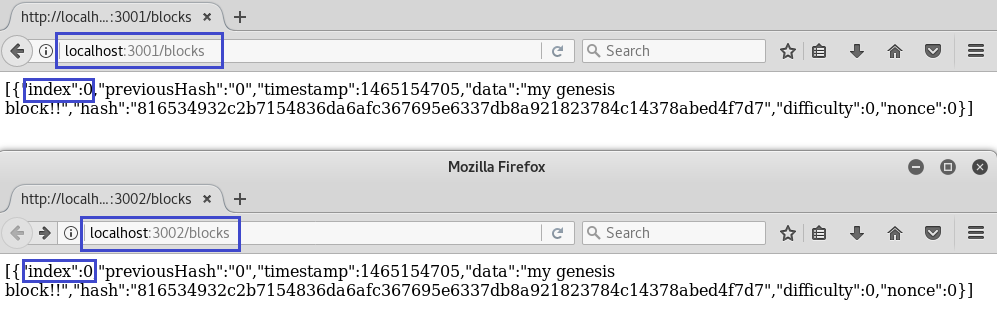 http://localh...:3001/blocks
localhost:3001/blocks
Search
[{"index":0,"previousHash":"0","timestamp":1465154705,"data":"my genesis
block!!","hash":"816534932c2b7154836da6afc367695e6337db8a921823784c14378abed4f7d7","difficulty":0,"nonce":0}]
Mozilla Firefox
http://localh...:3002/blocks
localhost:3002/blocks
Search
[{"index":0,"previousHash":"0","timestamp":1465154705,"data":"my genesis
block!!","hash":"816534932c2b7154836da6afc367695e6337db8a921823784c14378abed4f7d7","difficulty":0,"nonce":0}]